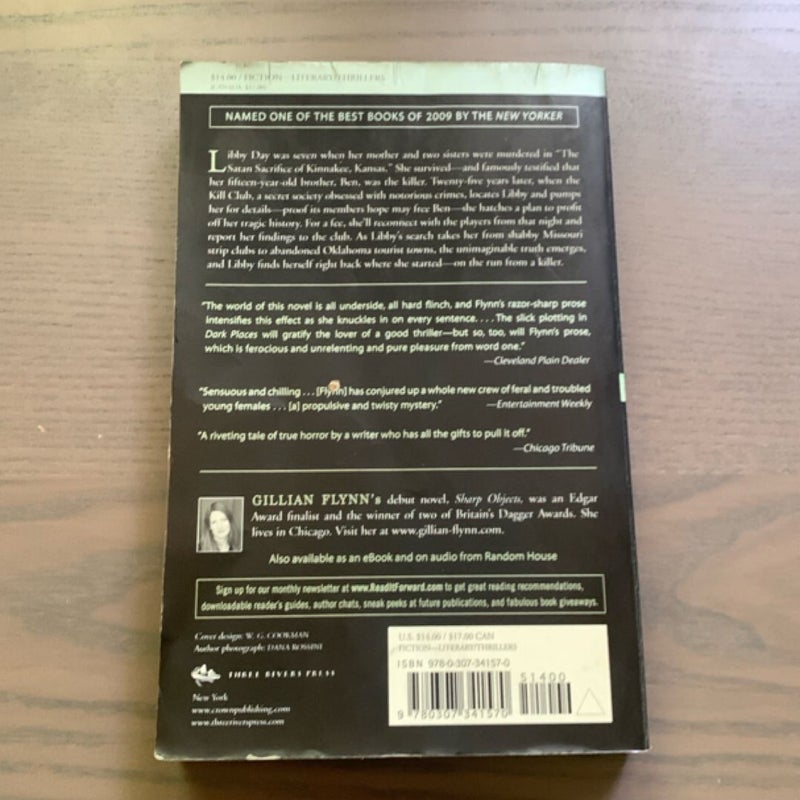 $14.00 / FICTION—LITERARY/THRILLERS
(CANADA: $17.00)
NAMED ONE OF THE BEST BOOKS OF 2009 BY THE NEW YORKER
Libby Day was seven when her mother and two sisters were murdered in “The
Satan Sacrifice of Kinnakee, Kansas.” She survived—and famously testified that
her fifteen-year-old brother, Ben, was the killer. Twenty-five years later, when the
Kill Club, a secret society obsessed with notorious crimes, locates Libby and pumps
her for details—proof its members hope may free Ben—she hatches a plan to profit
off her tragic history. For a fee, she’ll reconnect with the players from that night and
report her findings to the club. As Libby’s search takes her from shabby Missouri
strip clubs to abandoned Oklahoma tourist towns, the unimaginable truth emerges,
and Libby finds herself right back where she started—on the run from a killer.
“The world of this novel is all underside, all hard flinch, and Flynn’s razor-sharp prose
intensifies this effect as she knuckles in on every sentence. . . . The slick plotting in
Dark Places will gratify the lover of a good thriller—but so, too, will Flynn’s prose,
which is ferocious and unrelenting and pure pleasure from word one.”
—Cleveland Plain Dealer
“Sensuous and chilling . . . [Flynn] has conjured up a whole new crew of feral and troubled
young females . . . [a] propulsive and twisty mystery.” —Entertainment Weekly
“A riveting tale of true horror by a writer who has all the gifts to pull it off.”
—Chicago Tribune
GILLIAN FLYNN’s debut novel, Sharp Objects, was an Edgar
Award finalist and the winner of two of Britain’s Dagger Awards. She
lives in Chicago. Visit her at www.gillian-flynn.com.
Also available as an eBook and on audio from Random House
Sign up for our monthly newsletter at www.ReadItForward.com to get great reading recommendations,
downloadable reader’s guides, author chats, sneak peeks at future publications, and fabulous book giveaways.
Cover design: W. G. COOKMAN
Author photograph: DANA ROSSINI
THREE RIVERS PRESS
New York
www.crownpublishing.com
www.threeriverspress.com
U.S. $14.00 / $17.00 CAN
FICTION—LITERARY/THRILLERS
ISBN 978-0-307-34157-0
51400
9 780307 341570